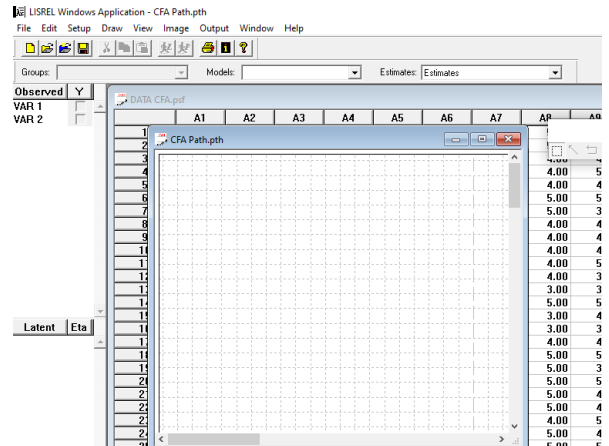 LISREL Windows Application - CFA Path.pth
File Edit Setup Draw View Image Output Window Help
Groups: Models: Estimates: Estimates
Observed Y
VAR 1
VAR 2
DATA CFA.psf
A1 A2 A3 A4 A5 A6 A7 A8 A9
CFA Path.pth
4.00 4
4.00 5
4.00 4
5.00 5
5.00 3
4.00 4
4.00 4
4.00 4
4.00 5
4.00 3
3.00 3
5.00 5
3.00 4
3.00 3
4.00 4
5.00 5
5.00 3
5.00 4
5.00 4
5.00 4
4.00 5
5.00 4
Latent Eta